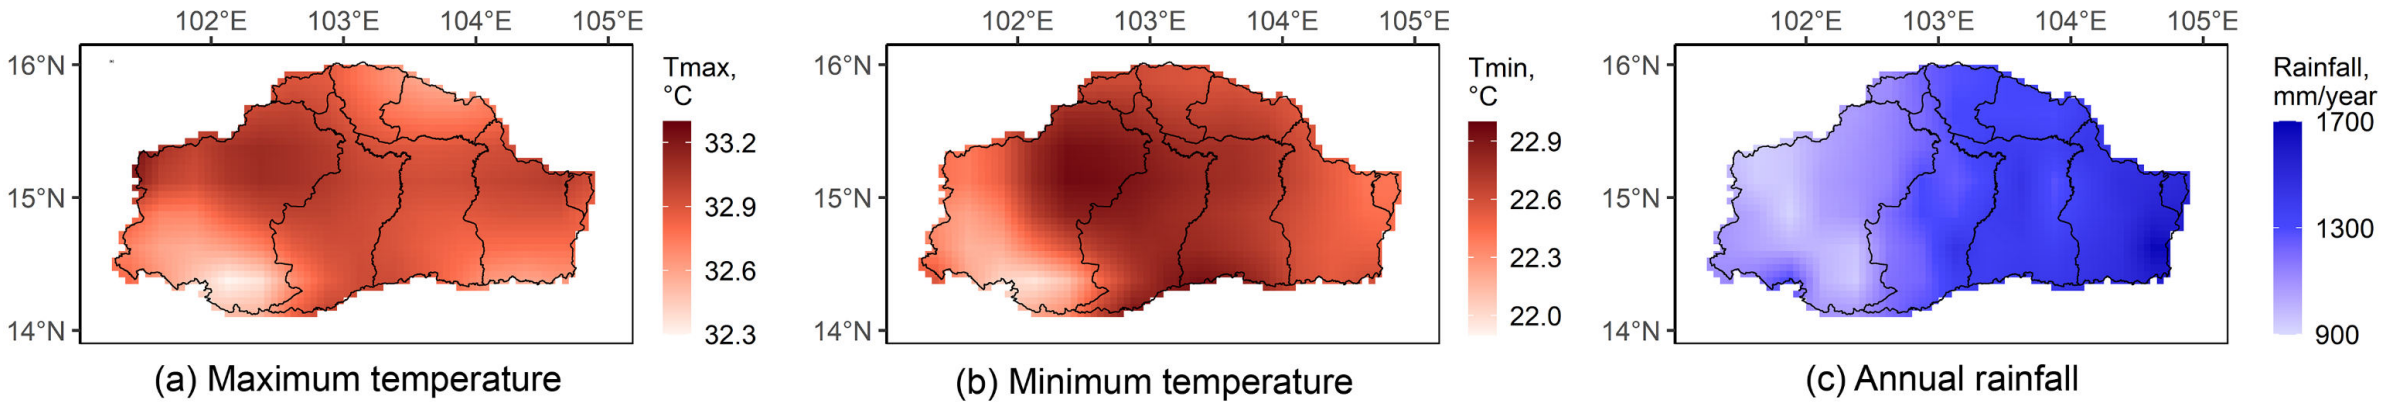 102°E 103°E 104°E 105°E
16°N
15°N
14°N
Tmax,
°C
33.2
32.9
32.6
32.3
(a) Maximum temperature
102°E 103°E 104°E 105°E
16°N
15°N
14°N
Tmin,
°C
22.9
22.6
22.3
22.0
(b) Minimum temperature
102°E 103°E 104°E 105°E
16°N
15°N
14°N
Rainfall,
mm/year
1700
1300
900
(c) Annual rainfall